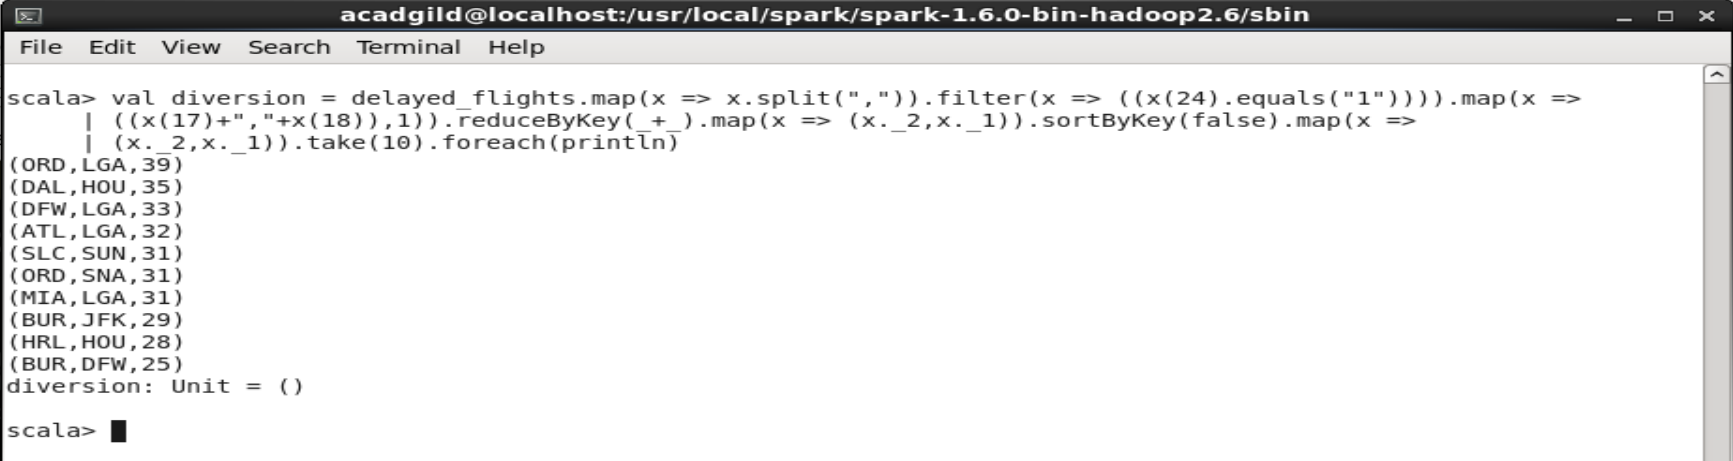 acadgild@localhost:/usr/local/spark/spark-1.6.0-bin-hadoop2.6/sbin
File Edit View Search Terminal Help
scala> val diversion = delayed_flights.map(x => x.split(",")).filter(x => ((x(24).equals("1")))).map(x =>
     | ((x(17)+","+x(18)),1)).reduceByKey(_+_).map(x => (x._2,x._1)).sortByKey(false).map(x =>
     | (x._2,x._1)).take(10).foreach(println)
(ORD,LGA,39)
(DAL,HOU,35)
(DFW,LGA,33)
(ATL,LGA,32)
(SLC,SUN,31)
(ORD,SNA,31)
(MIA,LGA,31)
(BUR,JFK,29)
(HRL,HOU,28)
(BUR,DFW,25)
diversion: Unit = ()
scala>